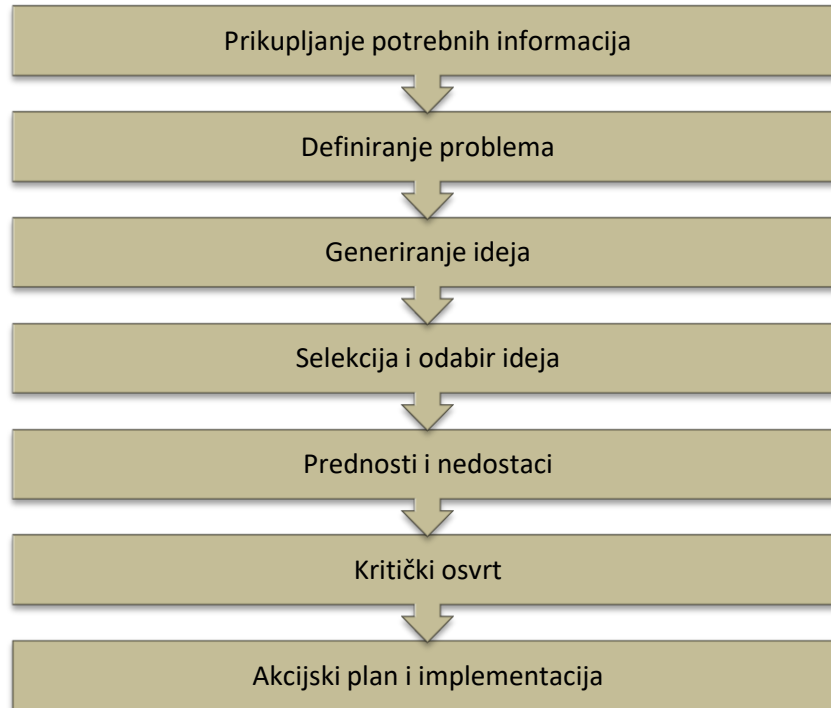 Prikupljanje potrebnih informacija
Definiranje problema
Generiranje ideja
Selekcija i odabir ideja
Prednosti i nedostaci
Kritički osvrt
Akcijski plan i implementacija